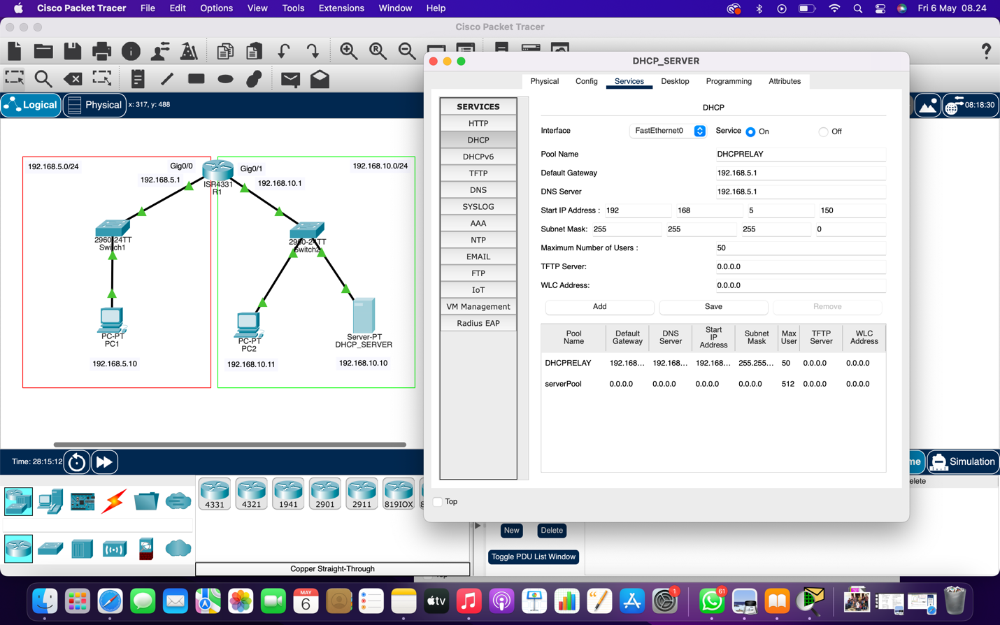 Cisco Packet Tracer File Edit Options View Tools Extensions Window Help Fri 6 May 08.24
Cisco Packet Tracer
Logical Physical x: 317, y: 488 08:18:30
192.168.5.0/24 Gig0/0 Gig0/1 192.168.10.0/24
192.168.5.1 192.168.10.1
ISR4331
R1
2960-24TT
Switch1
2960-24TT
Switch2
PC-PT
PC1
PC-PT
PC2
Server-PT
DHCP_SERVER
192.168.5.10 192.168.10.11 192.168.10.10
DHCP_SERVER
Physical Config Services Desktop Programming Attributes
SERVICES
HTTP
DHCP
DHCPv6
TFTP
DNS
SYSLOG
AAA
NTP
EMAIL
FTP
IoT
VM Management
Radius EAP
DHCP
Interface FastEthernet0 Service On Off
Pool Name DHCPRELAY
Default Gateway 192.168.5.1
DNS Server 192.168.5.1
Start IP Address : 192 168 5 150
Subnet Mask: 255 255 255 0
Maximum Number of Users : 50
TFTP Server: 0.0.0.0
WLC Address: 0.0.0.0
Add Save Remove
Pool Name Default Gateway DNS Server Start IP Address Subnet Mask Max User TFTP Server WLC Address
DHCPRELAY 192.168... 192.168... 192.168... 255.255... 50 0.0.0.0 0.0.0.0
serverPool 0.0.0.0 0.0.0.0 0.0.0.0 0.0.0.0 512 0.0.0.0 0.0.0.0
Top
Time: 28:15:12 me Simulation
elete
4331 4321 1941 2901 2911 819IOX 8
New Delete
Toggle PDU List Window
Copper Straight-Through
MAY
6
tv
1
61